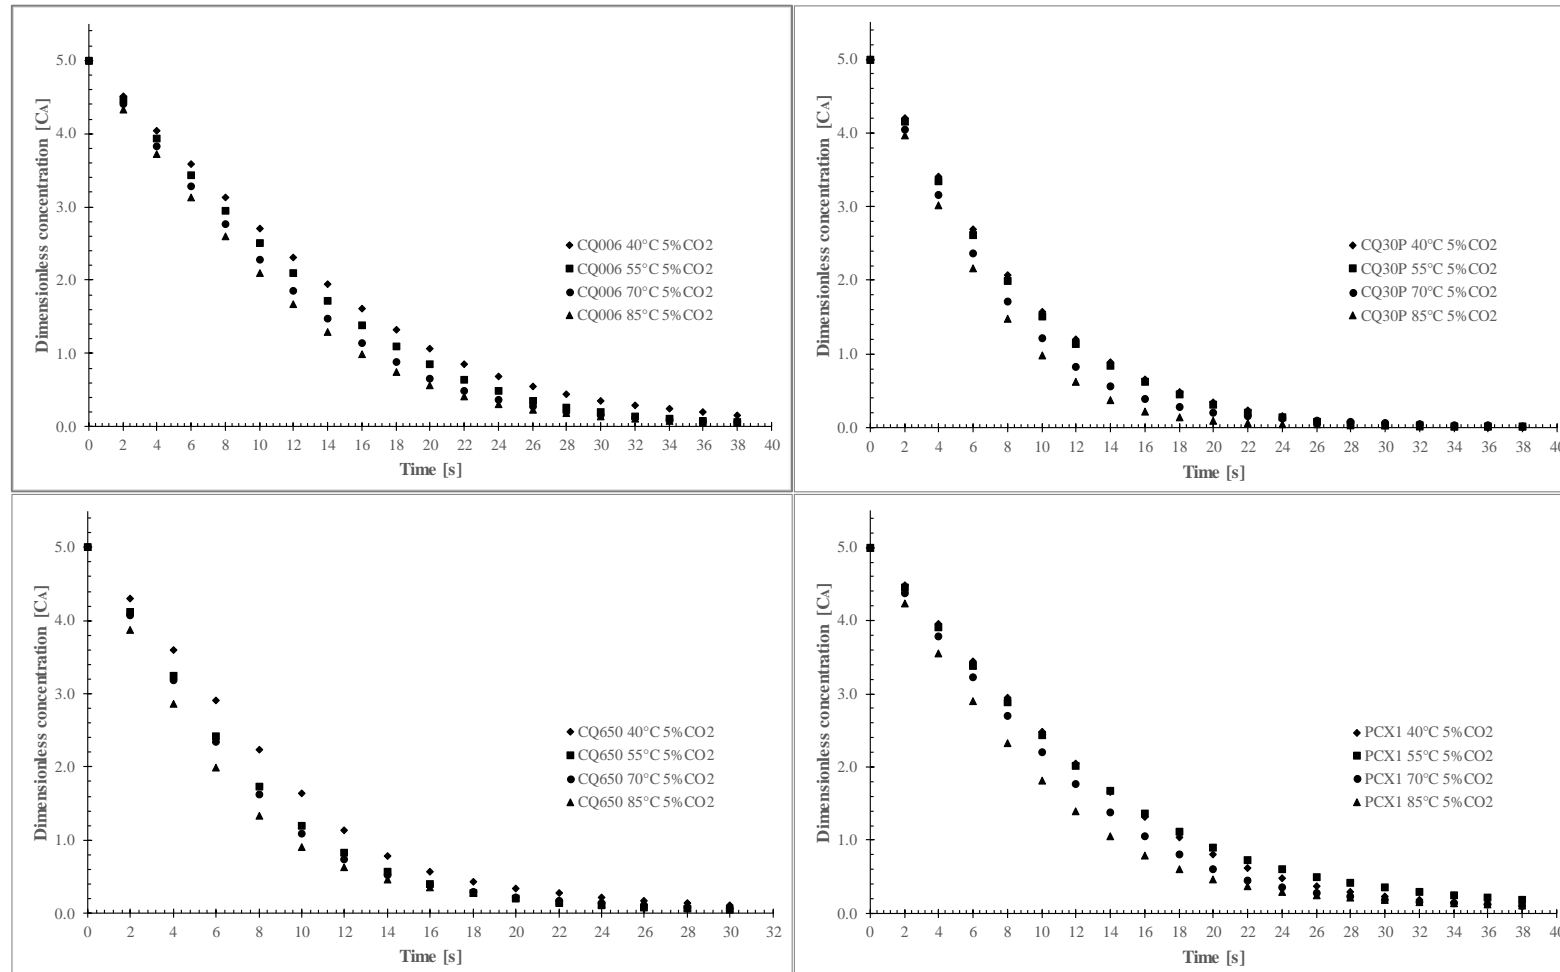 Dimensionless concentration [CA]
5.0
4.0
3.0
2.0
1.0
0.0
0 2 4 6 8 10 12 14 16 18 20 22 24 26 28 30 32 34 36 38 40
Time [s]
CQ006 40°C 5%CO2
CQ006 55°C 5%CO2
CQ006 70°C 5%CO2
CQ006 85°C 5%CO2
Dimensionless concentration [CA]
5.0
4.0
3.0
2.0
1.0
0.0
0 2 4 6 8 10 12 14 16 18 20 22 24 26 28 30 32 34 36 38 40
Time [s]
CQ30P 40°C 5%CO2
CQ30P 55°C 5%CO2
CQ30P 70°C 5%CO2
CQ30P 85°C 5%CO2
Dimensionless concentration [CA]
5.0
4.0
3.0
2.0
1.0
0.0
0 2 4 6 8 10 12 14 16 18 20 22 24 26 28 30 32
Time [s]
CQ650 40°C 5%CO2
CQ650 55°C 5%CO2
CQ650 70°C 5%CO2
CQ650 85°C 5%CO2
Dimensionless concentration [CA]
5.0
4.0
3.0
2.0
1.0
0.0
0 2 4 6 8 10 12 14 16 18 20 22 24 26 28 30 32 34 36 38 40
Time [s]
PCX1 40°C 5%CO2
PCX1 55°C 5%CO2
PCX1 70°C 5%CO2
PCX1 85°C 5%CO2